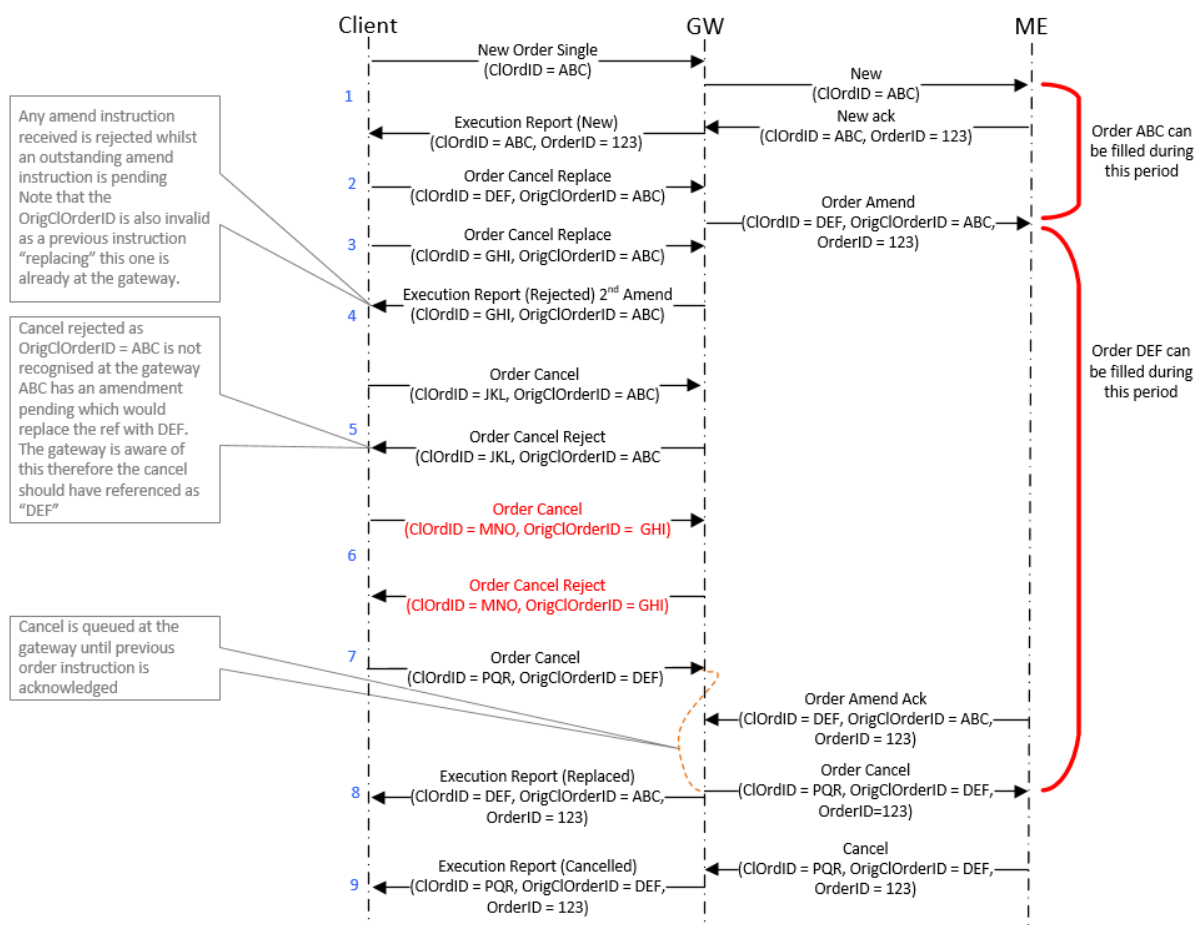 Client
GW
ME
New Order Single
(ClOrdID = ABC)
New
(ClOrdID = ABC)
1
New ack
(ClOrdID = ABC, OrderID = 123)
Execution Report (New)
(ClOrdID = ABC, OrderID = 123)
Order ABC can
be filled during
this period
Any amend instruction
received is rejected whilst
an outstanding amend
instruction is pending
Note that the
OrigClOrderID is also invalid
as a previous instruction
“replacing” this one is
already at the gateway.
2
Order Cancel Replace
(ClOrdID = DEF, OrigClOrderID = ABC)
Order Amend
(ClOrdID = DEF, OrigClOrderID = ABC,
OrderID = 123)
3
Order Cancel Replace
(ClOrdID = GHI, OrigClOrderID = ABC)
Execution Report (Rejected) 2nd Amend
(ClOrdID = GHI, OrigClOrderID = ABC)
4
Cancel rejected as
OrigClOrderID = ABC is not
recognised at the gateway
ABC has an amendment
pending which would
replace the ref with DEF.
The gateway is aware of
this therefore the cancel
should have referenced as
“DEF”
Order DEF can
be filled during
this period
Order Cancel
(ClOrdID = JKL, OrigClOrderID = ABC)
5
Order Cancel Reject
(ClOrdID = JKL, OrigClOrderID = ABC
Order Cancel
(ClOrdID = MNO, OrigClOrderID = GHI)
6
Order Cancel Reject
(ClOrdID = MNO, OrigClOrderID = GHI)
Cancel is queued at the
gateway until previous
order instruction is
acknowledged
7
Order Cancel
(ClOrdID = PQR, OrigClOrderID = DEF)
Order Amend Ack
(ClOrdID = DEF, OrigClOrderID = ABC,
OrderID = 123)
8
Execution Report (Replaced)
(ClOrdID = DEF, OrigClOrderID = ABC,
OrderID = 123)
Order Cancel
(ClOrdID = PQR, OrigClOrderID = DEF,
OrderID=123)
Cancel
(ClOrdID = PQR, OrigClOrderID = DEF,
OrderID = 123)
9
Execution Report (Cancelled)
(ClOrdID = PQR, OrigClOrderID = DEF,
OrderID = 123)